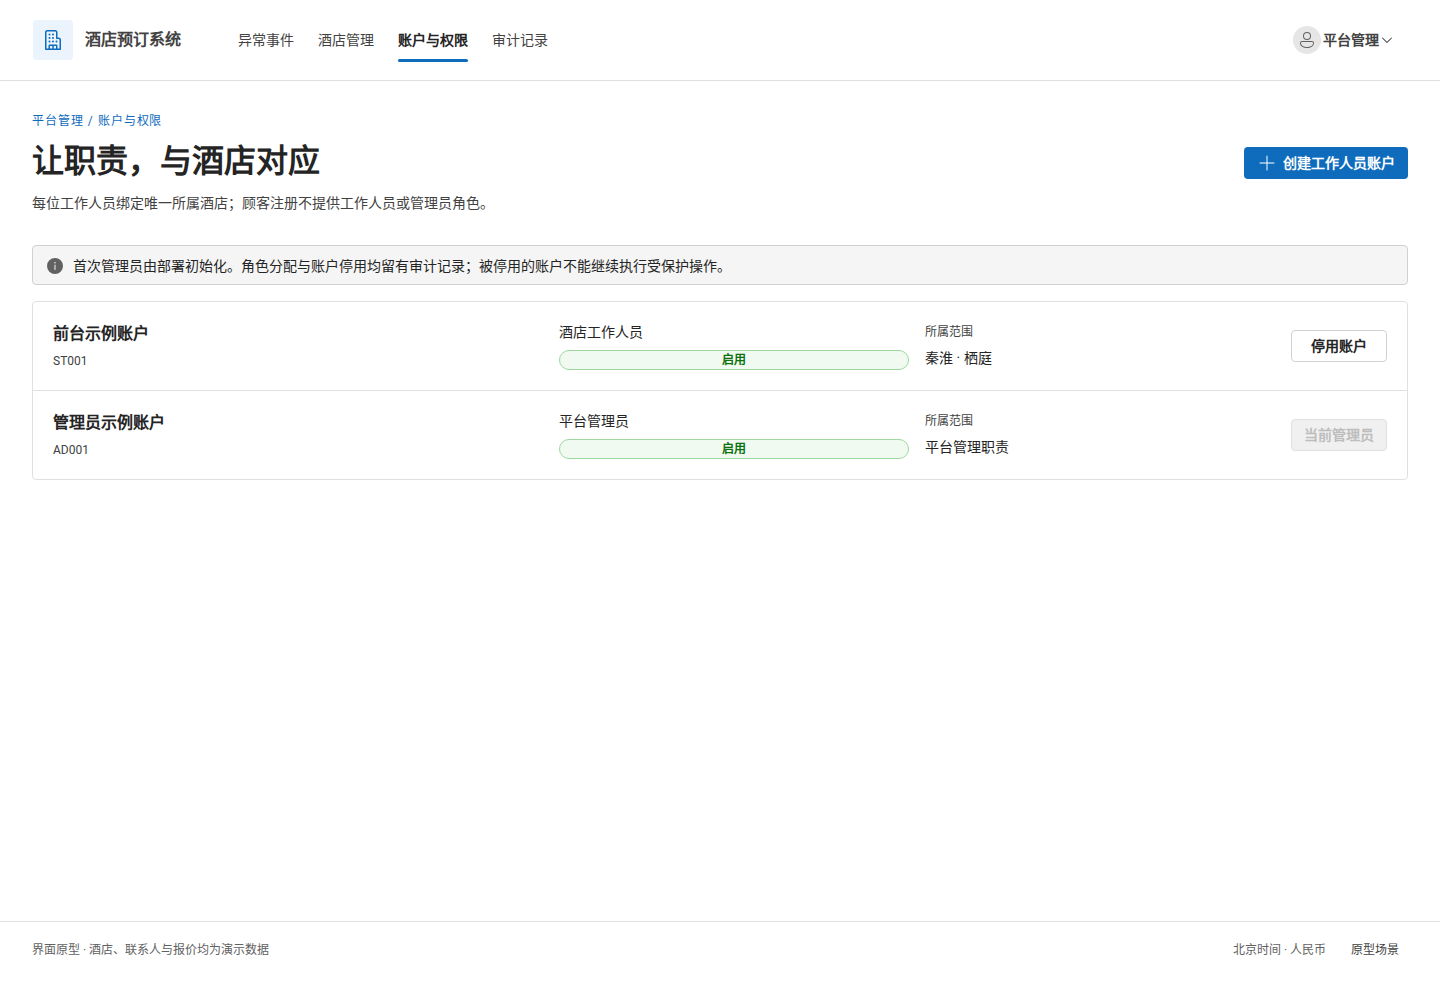 酒店预订系统
异常事件 酒店管理 账户与权限 审计记录
平台管理
平台管理 / 账户与权限
让职责，与酒店对应
创建工作人员账户
每位工作人员绑定唯一所属酒店；顾客注册不提供工作人员或管理员角色。
首次管理员由部署初始化。角色分配与账户停用均留有审计记录；被停用的账户不能继续执行受保护操作。
前台示例账户
ST001
酒店工作人员
启用
所属范围
秦淮 · 栖庭
停用账户
管理员示例账户
AD001
平台管理员
启用
所属范围
平台管理职责
当前管理员
界面原型 · 酒店、联系人与报价均为演示数据
北京时间 · 人民币
原型场景